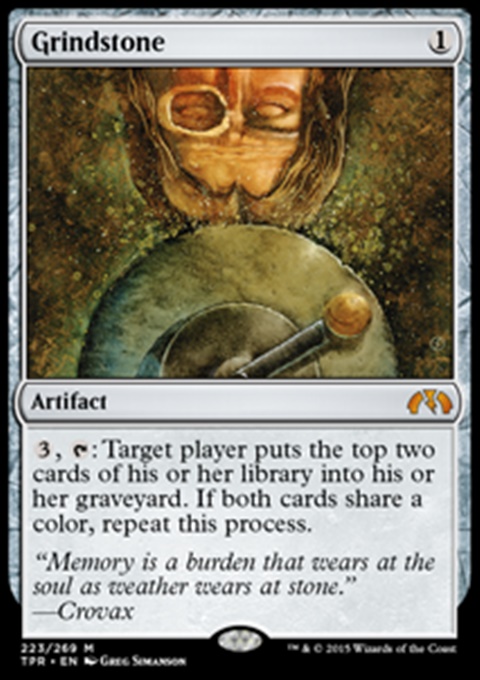 Grindstone 1
Artifact
3, T: Target player puts the top two
cards of his or her library into his or
her graveyard. If both cards share a
color, repeat this process.
“Memory is a burden that wears at the
soul as weather wears at stone.”
—Crovax
223/269 M
TPR • EN Greg Simanson
™ & © 2015 Wizards of the Coast